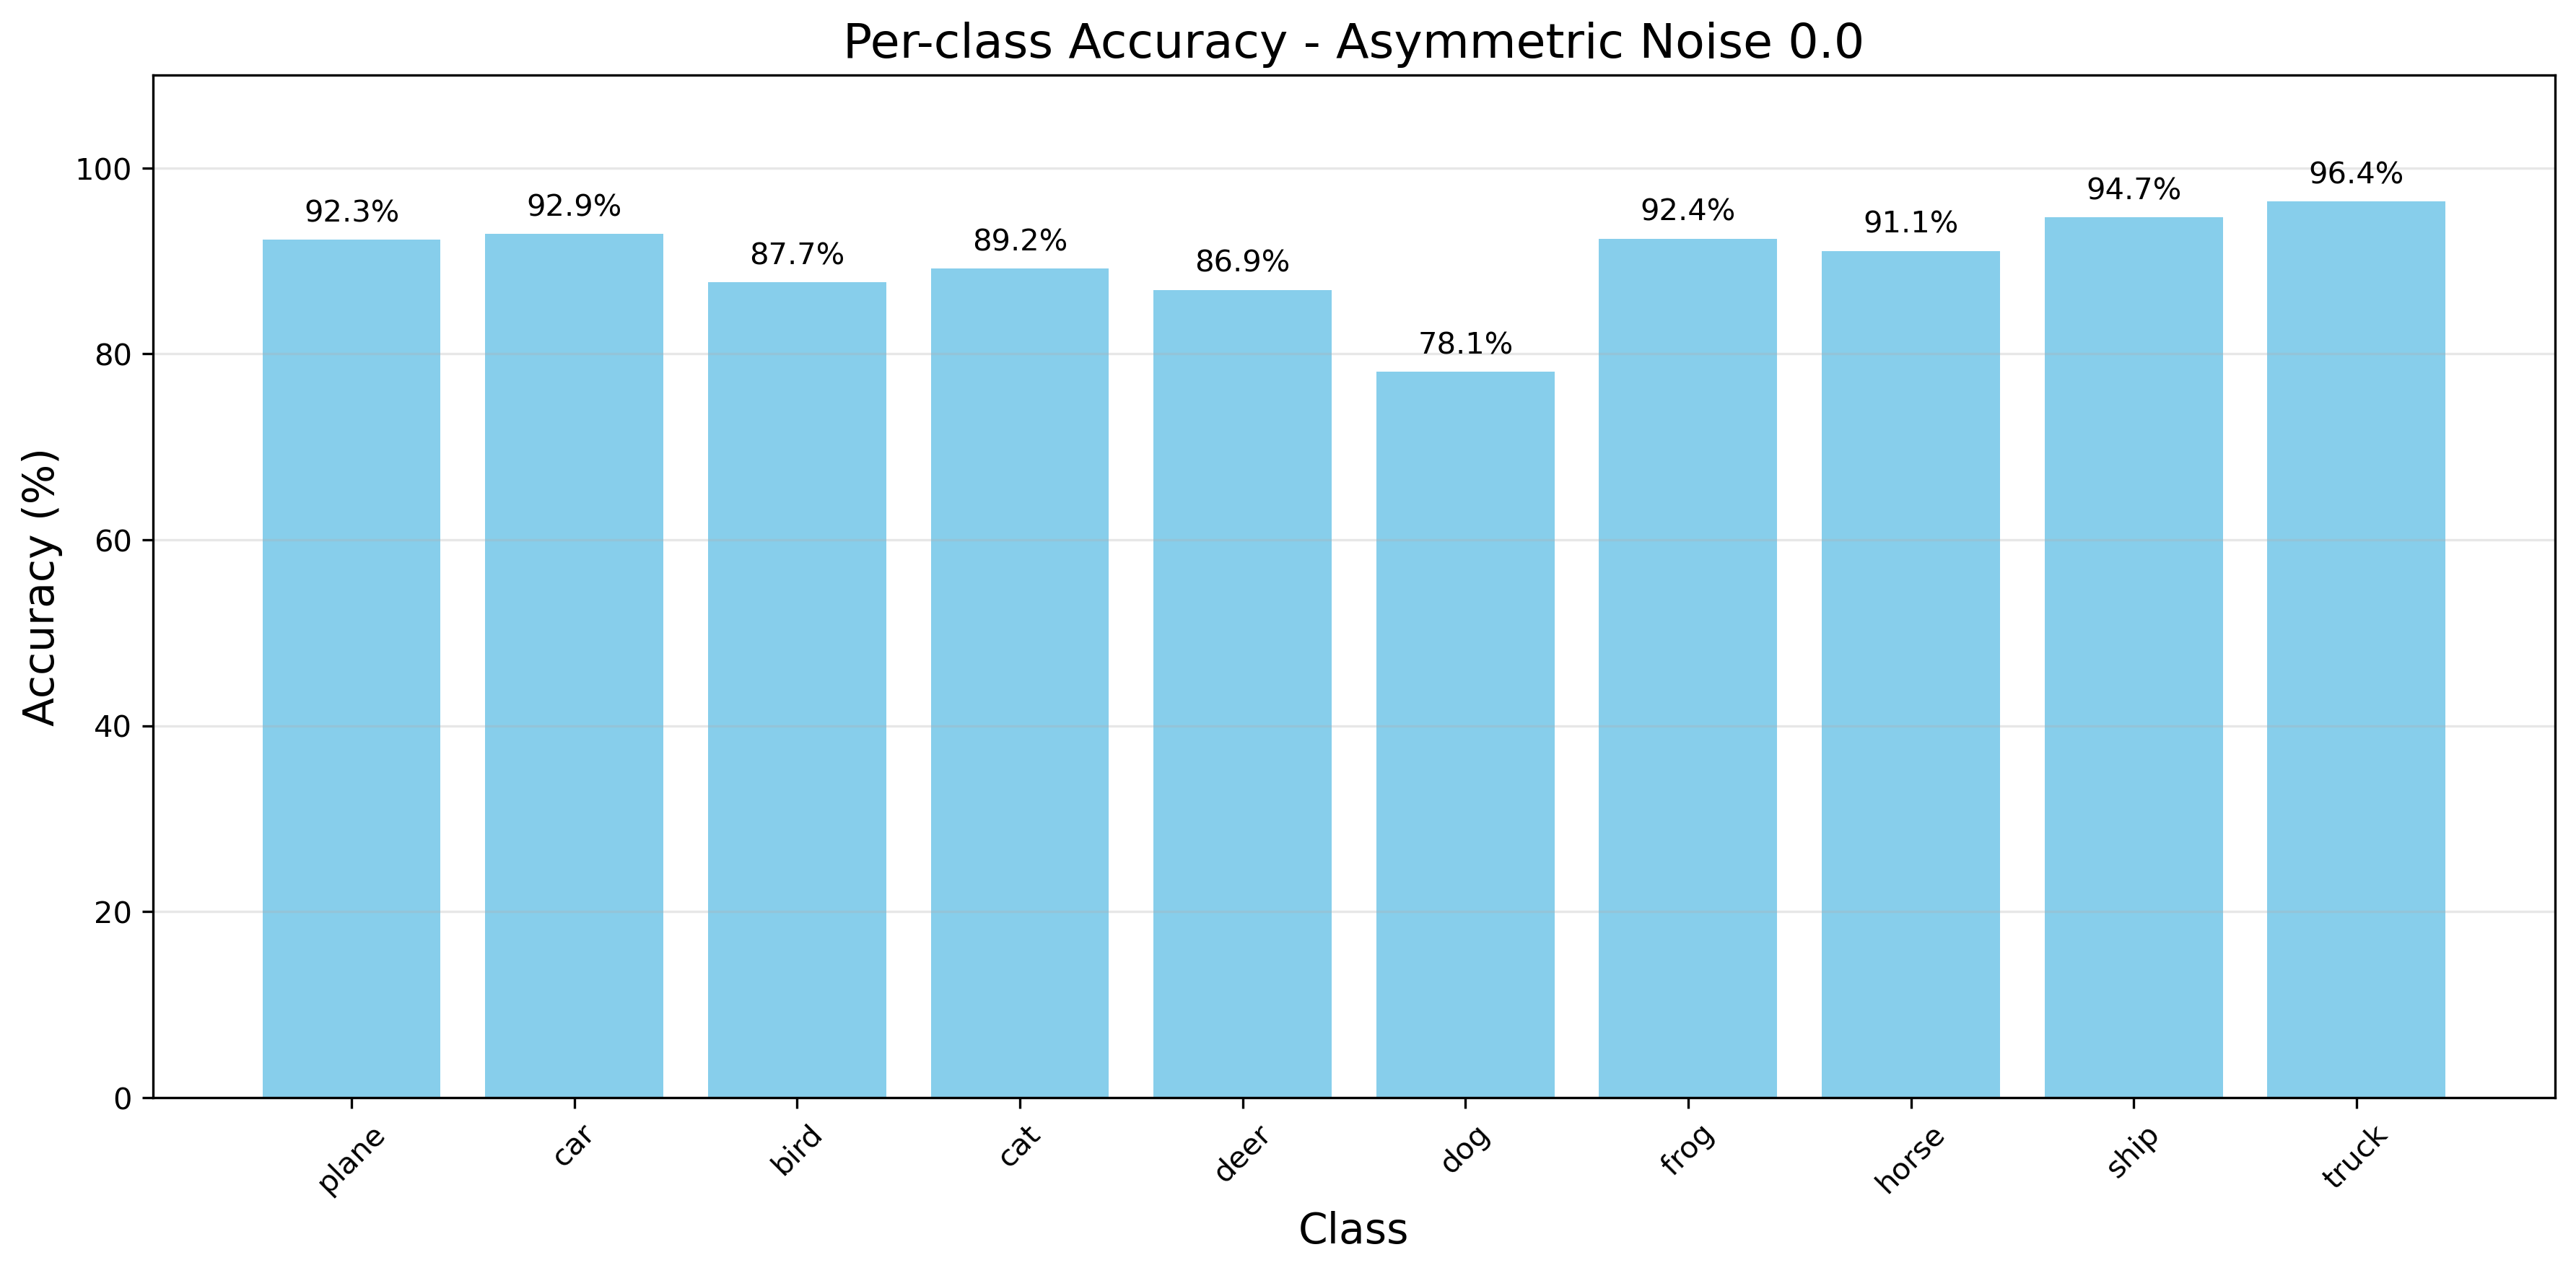 Per-class Accuracy - Asymmetric Noise 0.0
Accuracy (%)
100
80
60
40
20
0
92.3%
92.9%
87.7%
89.2%
86.9%
78.1%
92.4%
91.1%
94.7%
96.4%
plane
car
bird
cat
deer
dog
frog
horse
ship
truck
Class